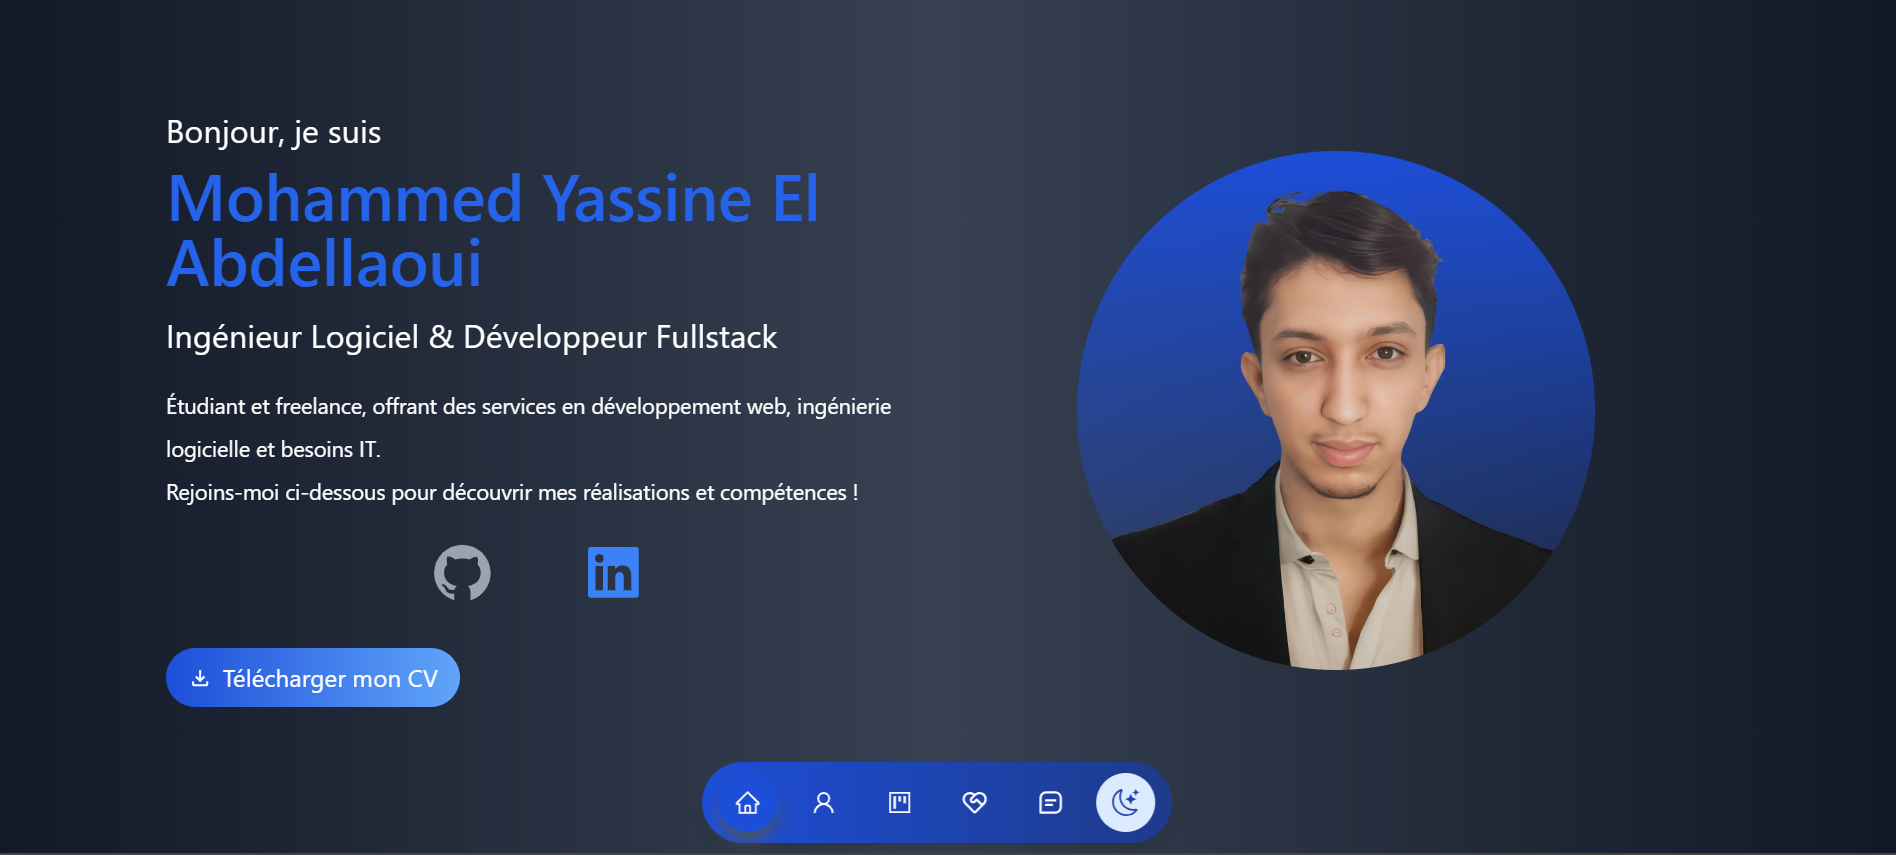 Bonjour, je suis
Mohammed Yassine El
Abdellaoui
Ingénieur Logiciel & Développeur Fullstack
Étudiant et freelance, offrant des services en développement web, ingénierie
logicielle et besoins IT.
Rejoins-moi ci-dessous pour découvrir mes réalisations et compétences !
in
Télécharger mon CV